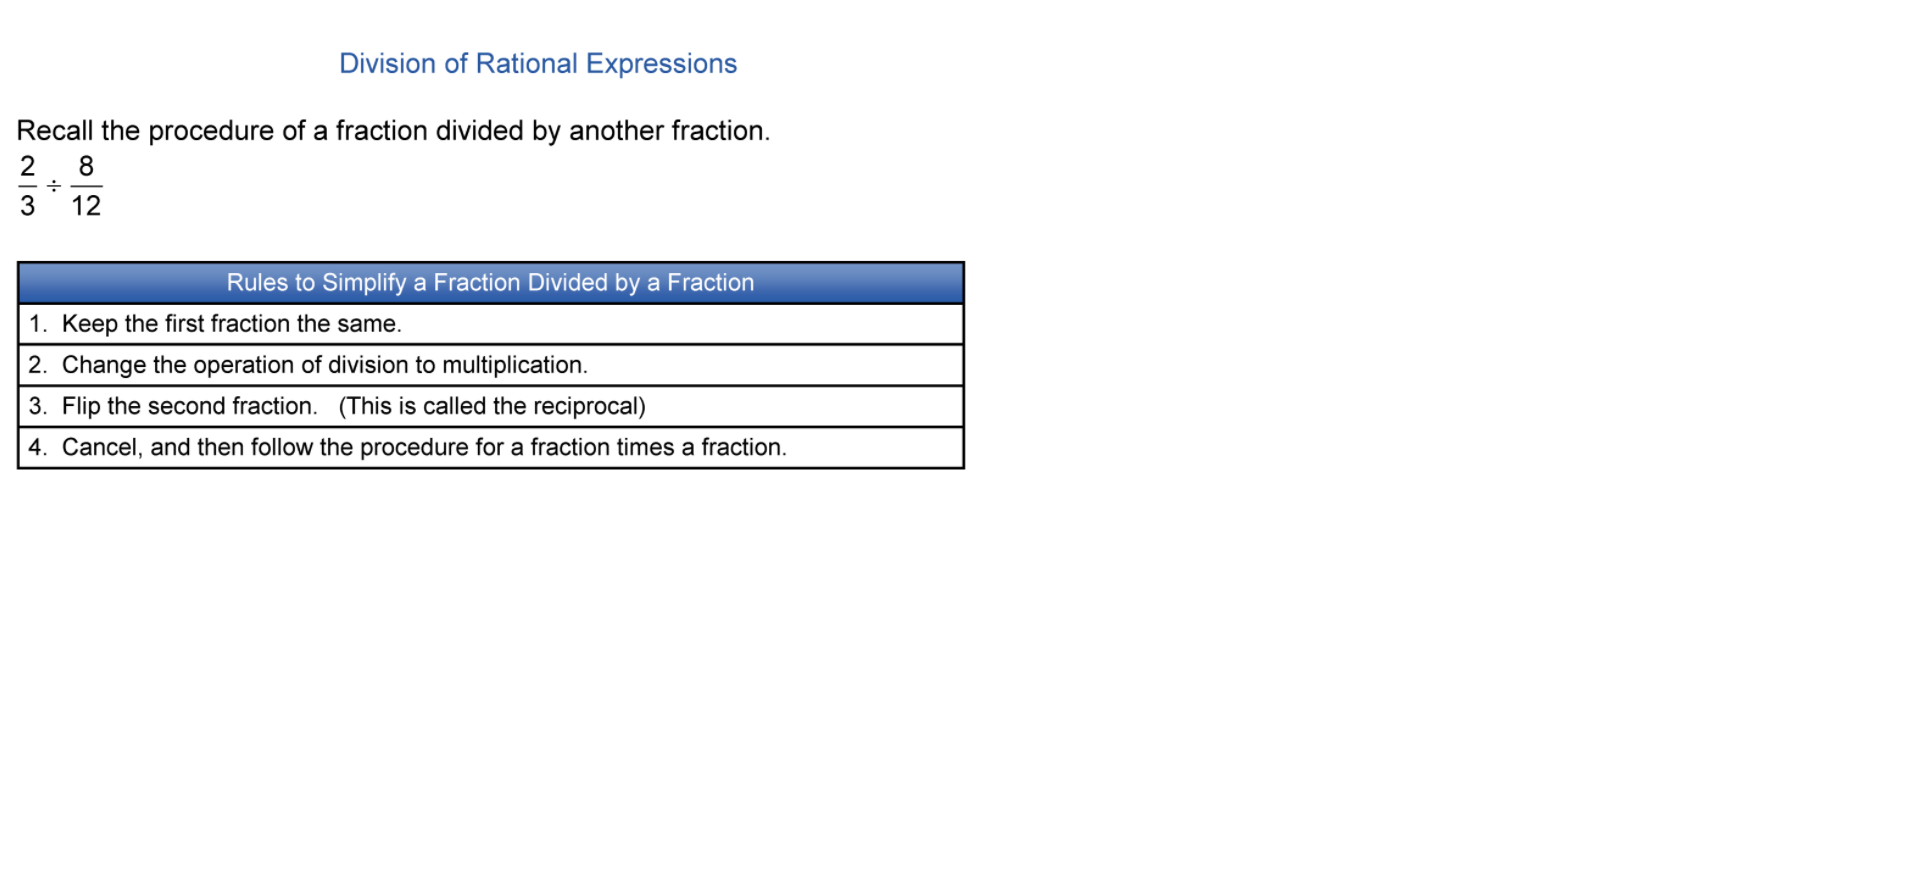 Division of Rational Expressions
Recall the procedure of a fraction divided by another fraction.
2/3 ÷ 8/12
Rules to Simplify a Fraction Divided by a Fraction
1. Keep the first fraction the same.
2. Change the operation of division to multiplication.
3. Flip the second fraction. (This is called the reciprocal)
4. Cancel, and then follow the procedure for a fraction times a fraction.